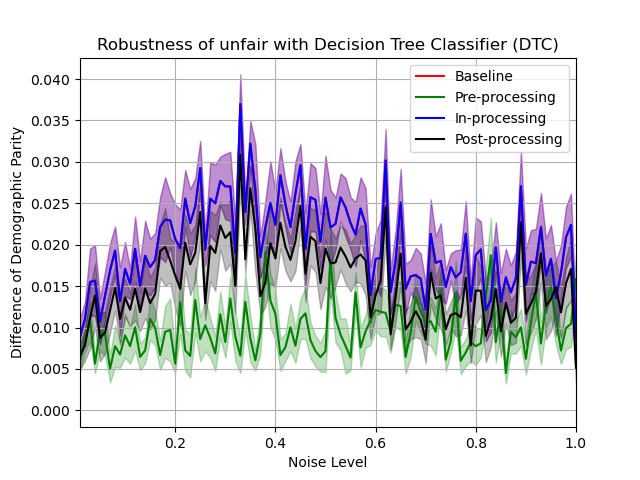 Robustness of unfair with Decision Tree Classifier (DTC)
Baseline
Pre-processing
In-processing
Post-processing
Difference of Demographic Parity
0.040
0.035
0.030
0.025
0.020
0.015
0.010
0.005
0.000
0.2 0.4 0.6 0.8 1.0
Noise Level